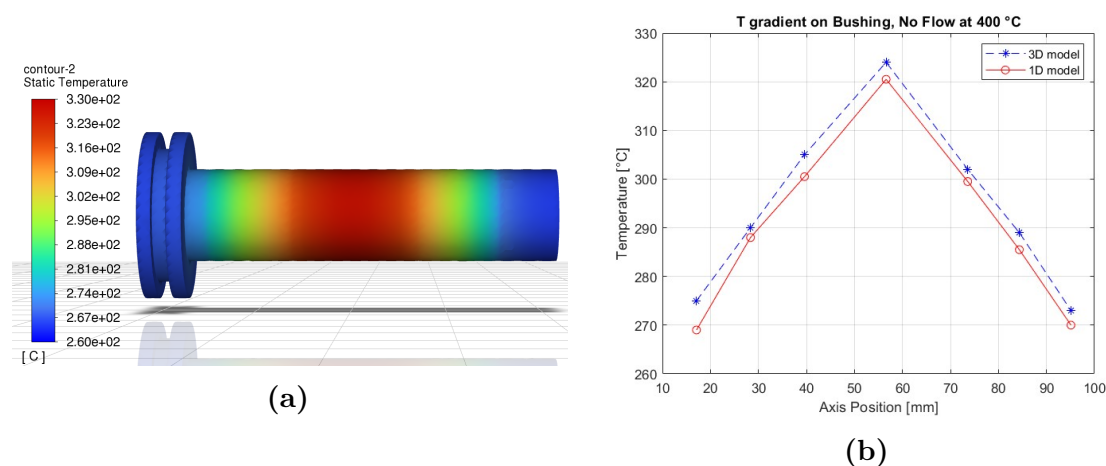 contour-2
Static Temperature
3.30e+02
3.23e+02
3.16e+02
3.09e+02
3.02e+02
2.95e+02
2.88e+02
2.81e+02
2.74e+02
2.67e+02
2.60e+02
[ C ]
(a)
T gradient on Bushing, No Flow at 400 °C
3D model
1D model
Temperature [°C]
330
320
310
300
290
280
270
260
10 20 30 40 50 60 70 80 90 100
Axis Position [mm]
(b)